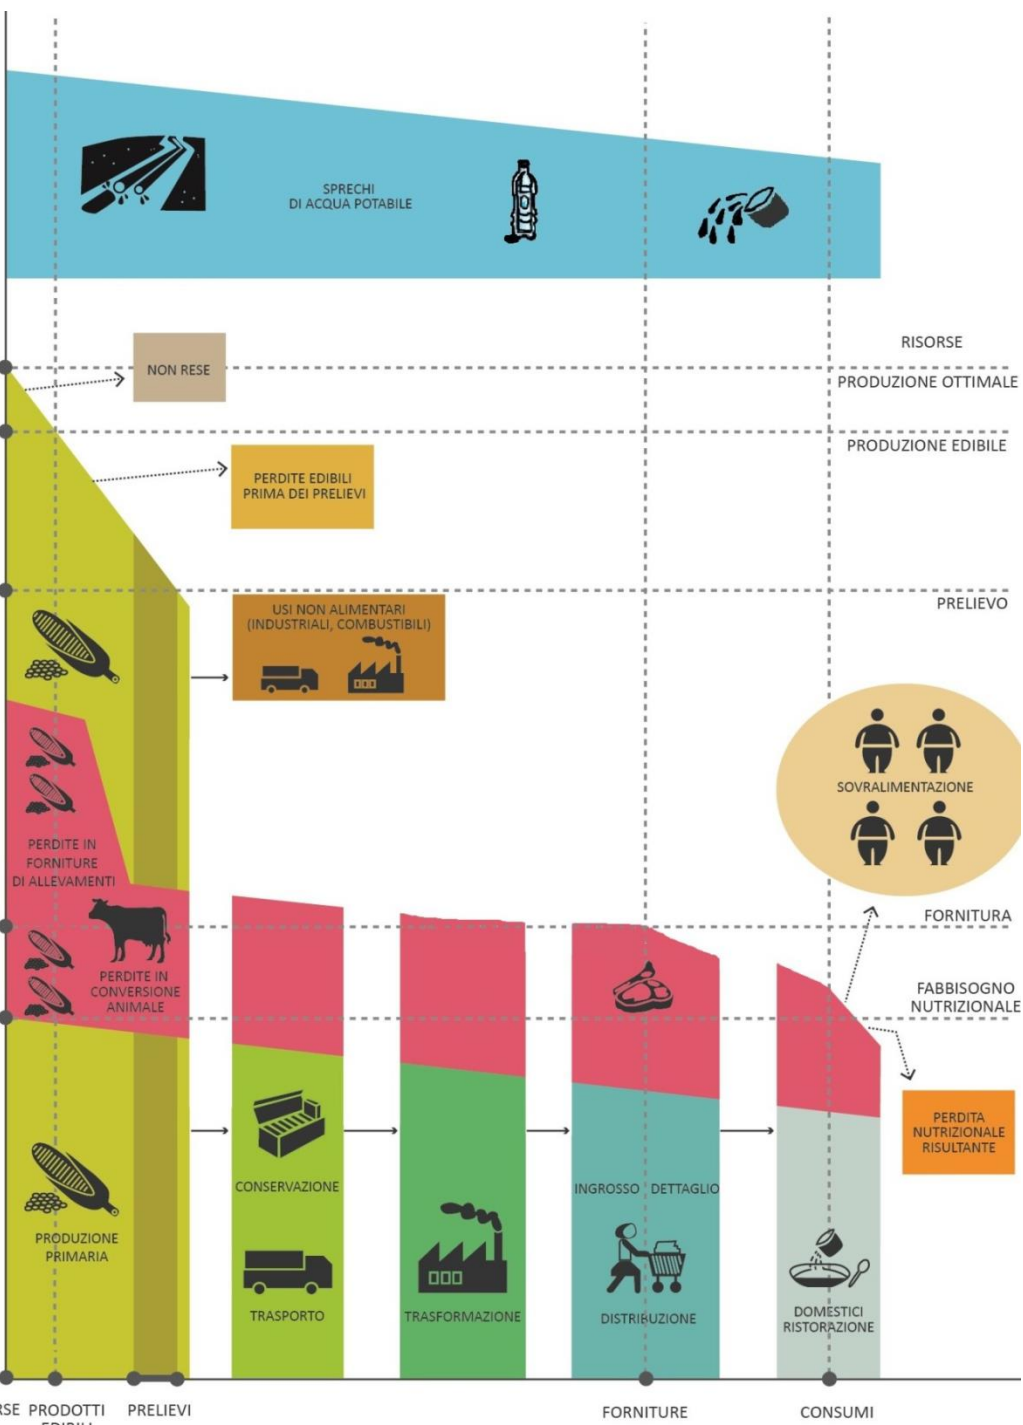 SPRECHI
DI ACQUA POTABILE
RISORSE
NON RESE
PRODUZIONE OTTIMALE
PRODUZIONE EDIBILE
PERDITE EDIBILI
PRIMA DEI PRELIEVI
PRELIEVO
USI NON ALIMENTARI
(INDUSTRIALI, COMBUSTIBILI)
SOVRALIMENTAZIONE
PERDITE IN
FORNITURE
DI ALLEVAMENTI
FORNITURA
PERDITE IN
CONVERSIONE
ANIMALE
FABBISOGNO
NUTRIZIONALE
PERDITA
NUTRIZIONALE
RISULTANTE
CONSERVAZIONE
INGROSSO DETTAGLIO
PRODUZIONE
PRIMARIA
TRASPORTO
TRASFORMAZIONE
DISTRIBUZIONE
DOMESTICI
RISTORAZIONE
RSE
PRODOTTI
EDIBILI
PRELIEVI
FORNITURE
CONSUMI